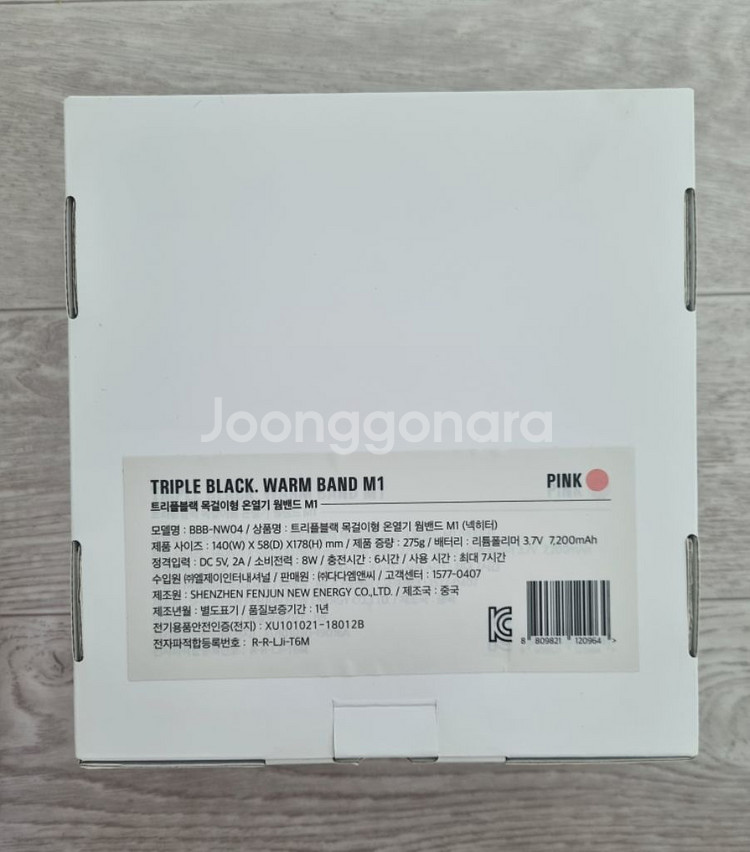 Joonggonara
TRIPLE BLACK. WARM BAND M1
PINK
트리플블랙 목걸이형 온열기 웜밴드 M1
모델명 : BBB-NW04 / 상품명 : 트리플블랙 목걸이형 온열기 웜밴드 M1 (넥히터)
제품 사이즈 : 140(W) X 58(D) X178(H) mm / 제품 중량 : 275g / 배터리 : 리튬폴리머 3.7V 7,200mAh
정격입력 : DC 5V, 2A / 소비전력 : 8W / 충전시간 : 6시간 / 사용 시간 : 최대 7시간
수입원 ㈜엘제이인터내셔널 / 판매원 : ㈜다다엠앤씨 / 고객센터 : 1577-0407
제조원 : SHENZHEN FENJUN NEW ENERGY CO.,LTD. / 제조국 : 중국
제조년월 : 별도표기 / 품질보증기간 : 1년
전기용품안전인증(전지) : XU101021-18012B
전자파적합등록번호 : R-R-LJi-T6M
8 809821 120964 >